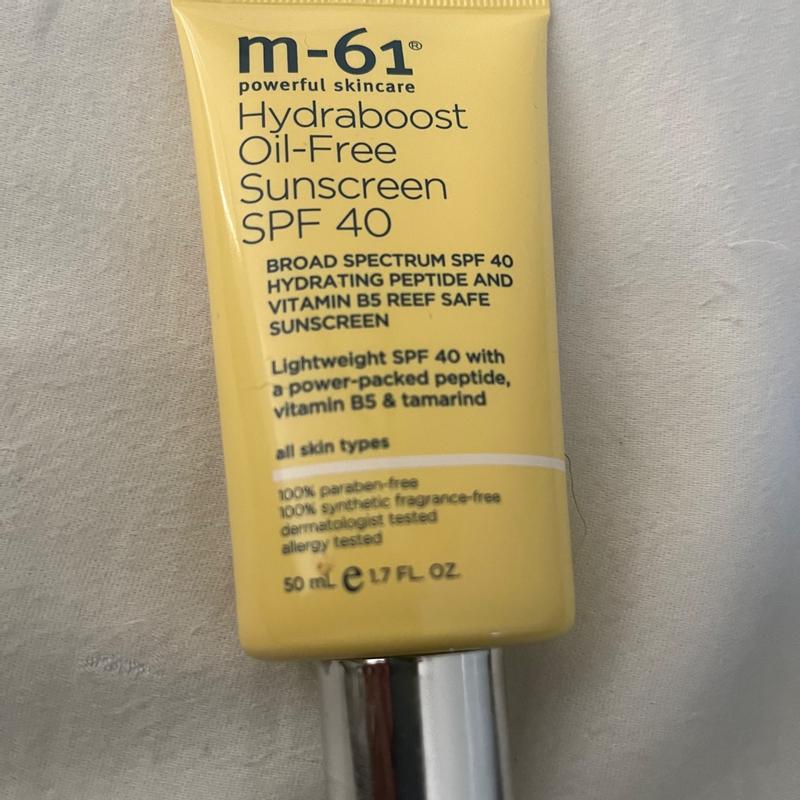 m-61®
powerful skincare
Hydraboost
Oil-Free
Sunscreen
SPF 40
BROAD SPECTRUM SPF 40
HYDRATING PEPTIDE AND
VITAMIN B5 REEF SAFE
SUNSCREEN
Lightweight SPF 40 with
a power-packed peptide,
vitamin B5 & tamarind
all skin types
100% paraben-free
100% synthetic fragrance-free
dermatologist tested
allergy tested
50 mL ℮ 1.7 FL. OZ.